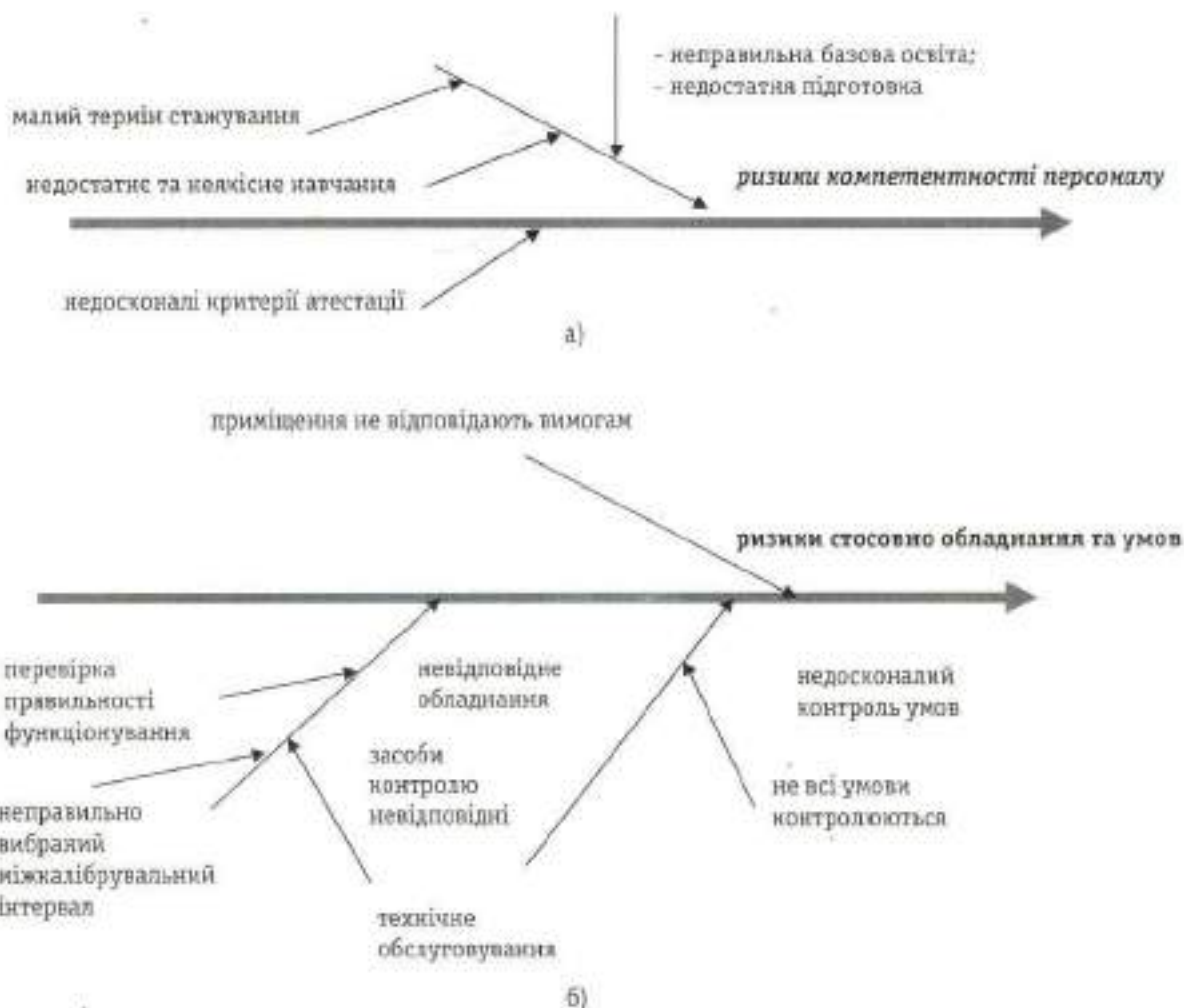 - неправильна базова освіта;
- недостатня підготовка
малий термін стажування
недостатнє та неякісне навчання
ризики компетентності персоналу
недосконалі критерії атестації
а)
приміщення не відповідають вимогам
ризики стосовно обладнання та умов
перевірка
правильності
функціонування
невідповідне
обладнання
недосконалий
контроль умов
засоби
контролю
невідповідні
не всі умови
контролюються
неправильно
вибраний
міжкалібрувальний
інтервал
технічне
обслуговування
б)